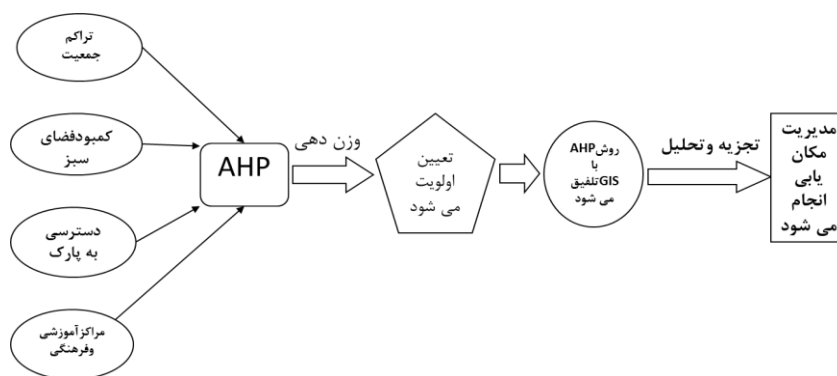 تراکم
جمعیت
کمبودفضای
سبز
دسترسی
به پارک
مراکزآموزشی
وفرهنگی
AHP
وزن دهی
تعیین
اولویت
می شود
روشAHP
با
GISتلفیق
می شود
تجزیه وتحلیل
مدیریت
مکان
یابی
انجام
می شود